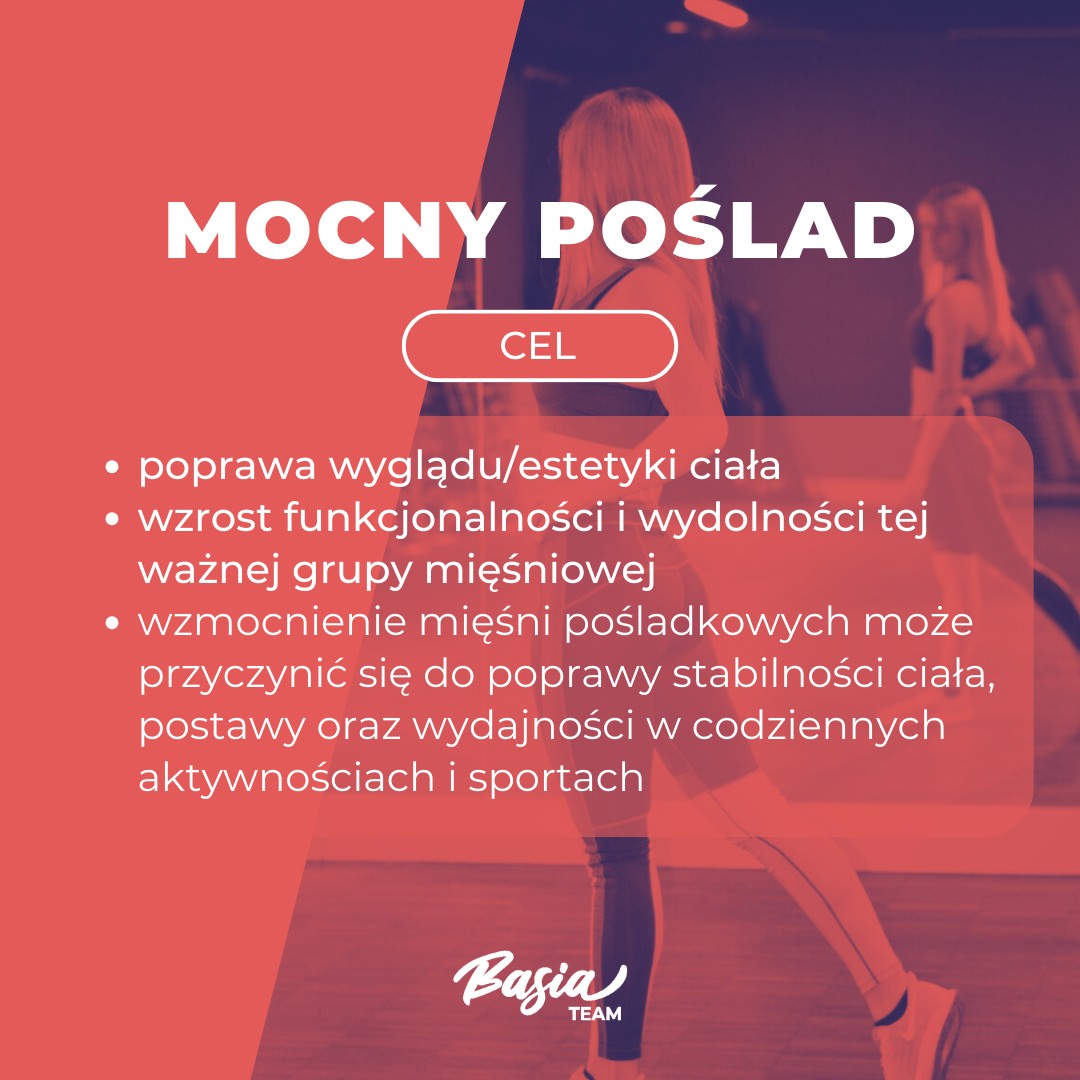 MOCNY POŚLAD
CEL
• poprawa wyglądu/estetyki ciała
• wzrost funkcjonalności i wydolności tej
ważnej grupy mięśniowej
• wzmocnienie mięśni pośladkowych może
przyczynić się do poprawy stabilności ciała,
postawy oraz wydajności w codziennych
aktywnościach i sportach
Basia
TEAM